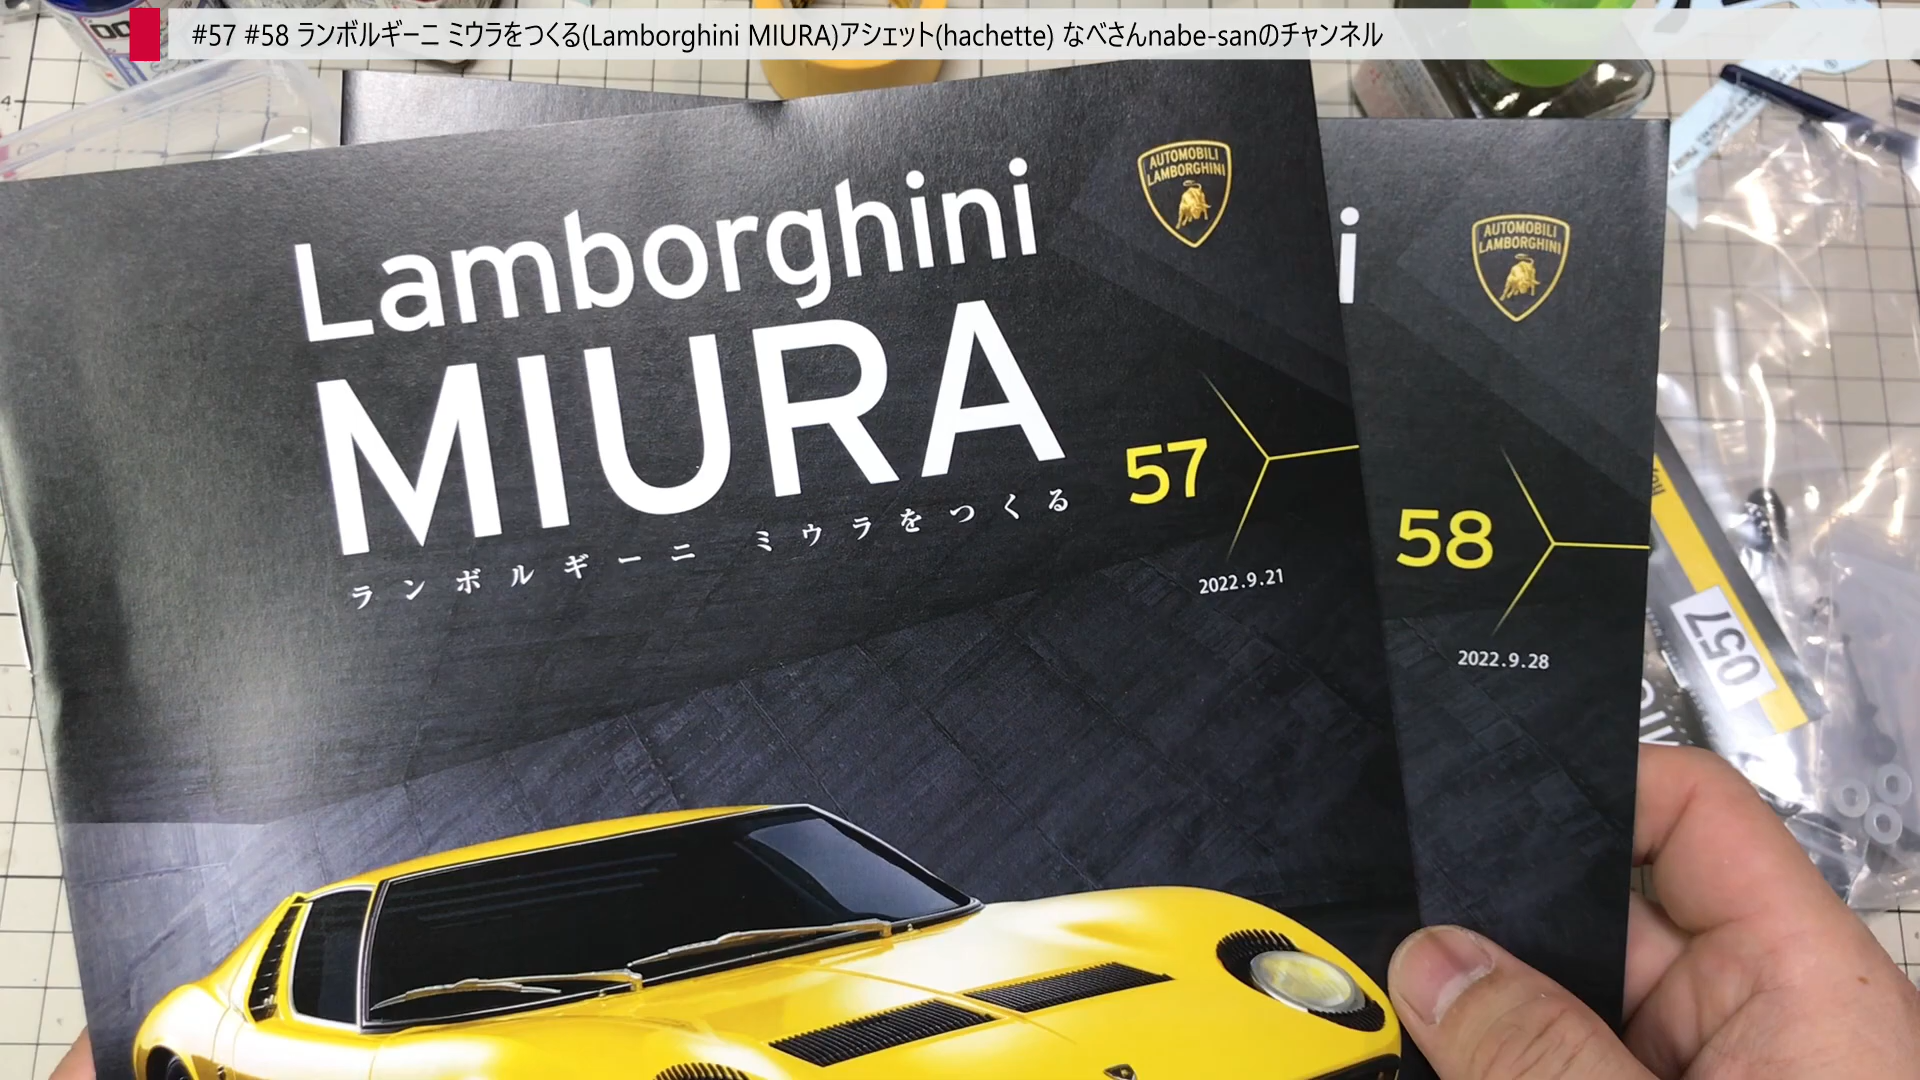 #57 #58 ランボルギーニ ミウラをつくる(Lamborghini MIURA)アシェット(hachette) なべさんnabe-sanのチャンネル
Lamborghini
MIURA
ランボルギーニ ミウラをつくる
57
2022.9.21
AUTOMOBILI
LAMBORGHINI
i
AUTOMOBILI
LAMBORGHINI
58
2022.9.28
057